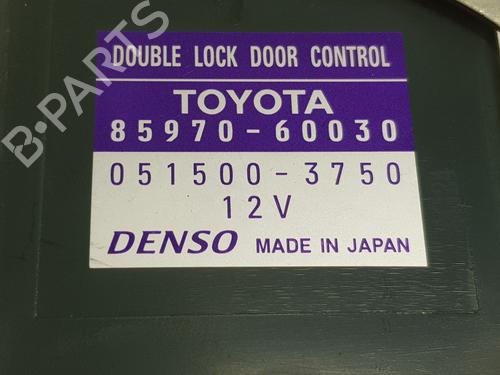 DOUBLE LOCK DOOR CONTROL
TOYOTA
85970-60030
051500-3750
12V
DENSO MADE IN JAPAN
B-PARTS